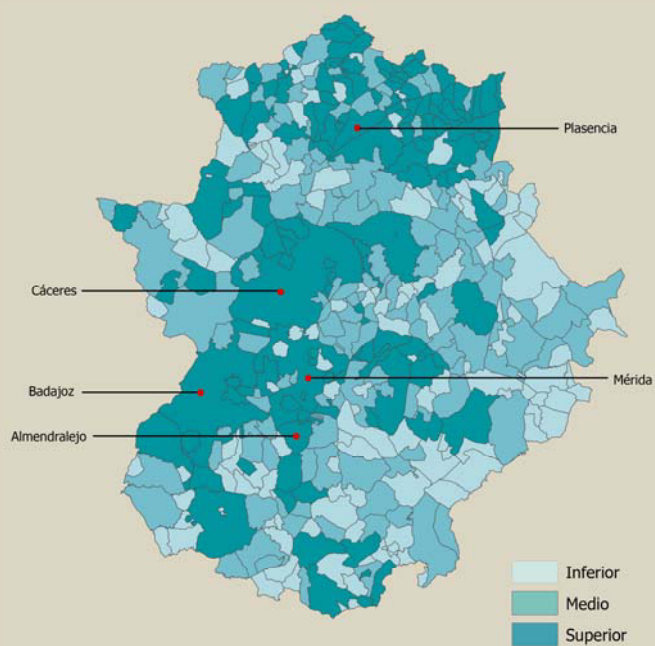 Plasencia
Cáceres
Mérida
Badajoz
Almendralejo
Inferior
Medio
Superior